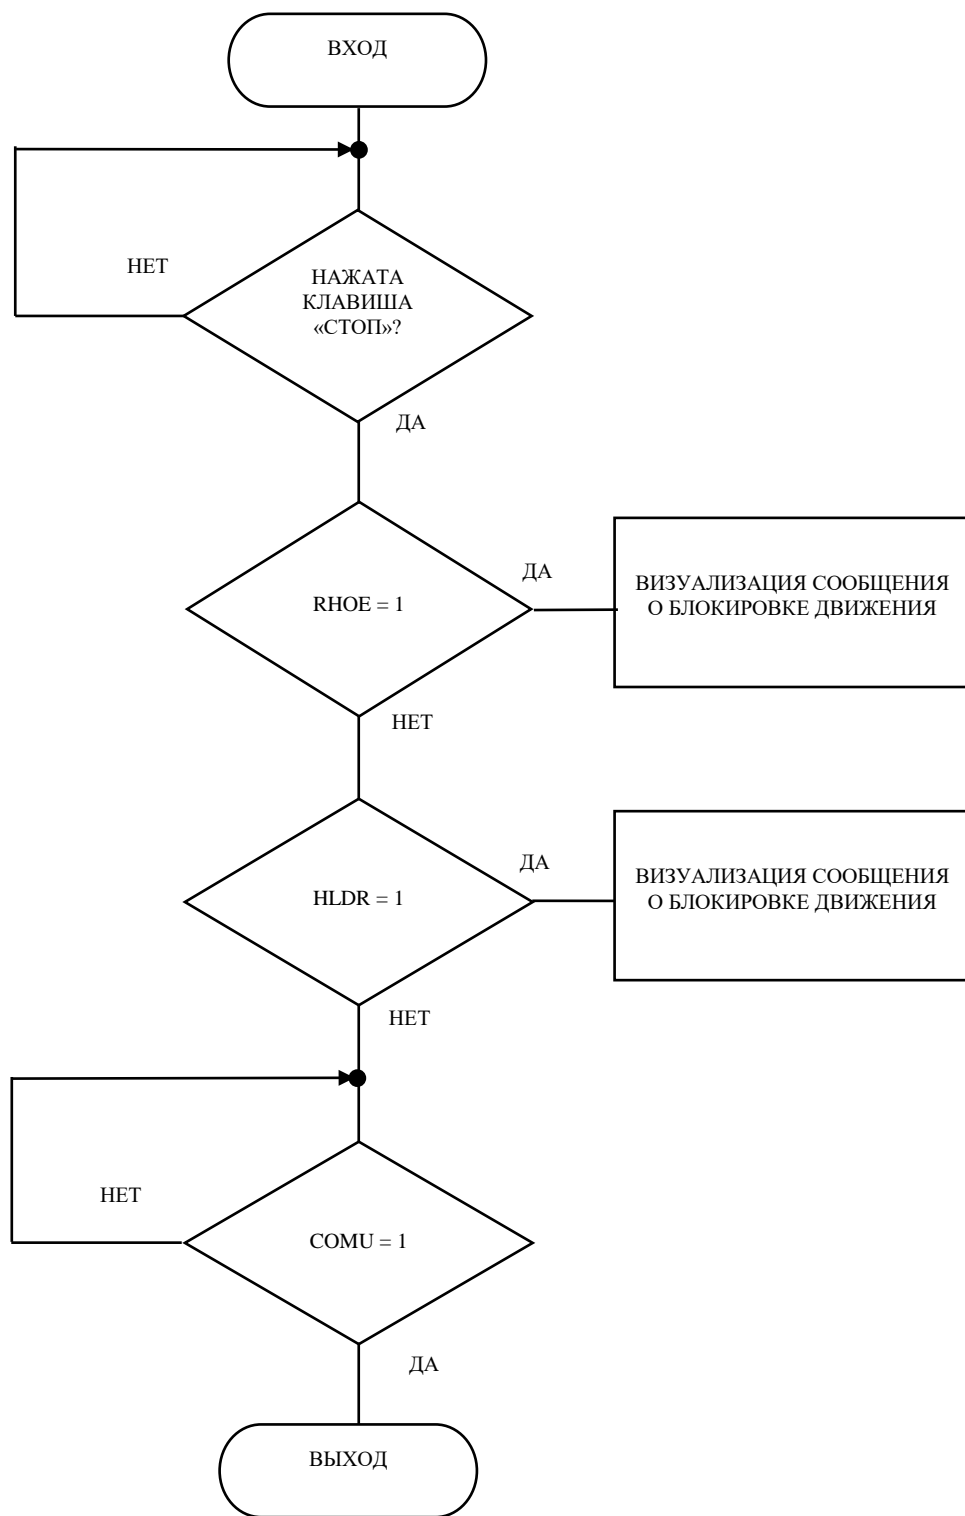 ВХОД
НЕТ
НАЖАТА
КЛАВИША
«СТОП»?
ДА
RHOE = 1
ДА
ВИЗУАЛИЗАЦИЯ СООБЩЕНИЯ
О БЛОКИРОВКЕ ДВИЖЕНИЯ
НЕТ
HLDR = 1
ДА
ВИЗУАЛИЗАЦИЯ СООБЩЕНИЯ
О БЛОКИРОВКЕ ДВИЖЕНИЯ
НЕТ
НЕТ
COMU = 1
ДА
ВЫХОД